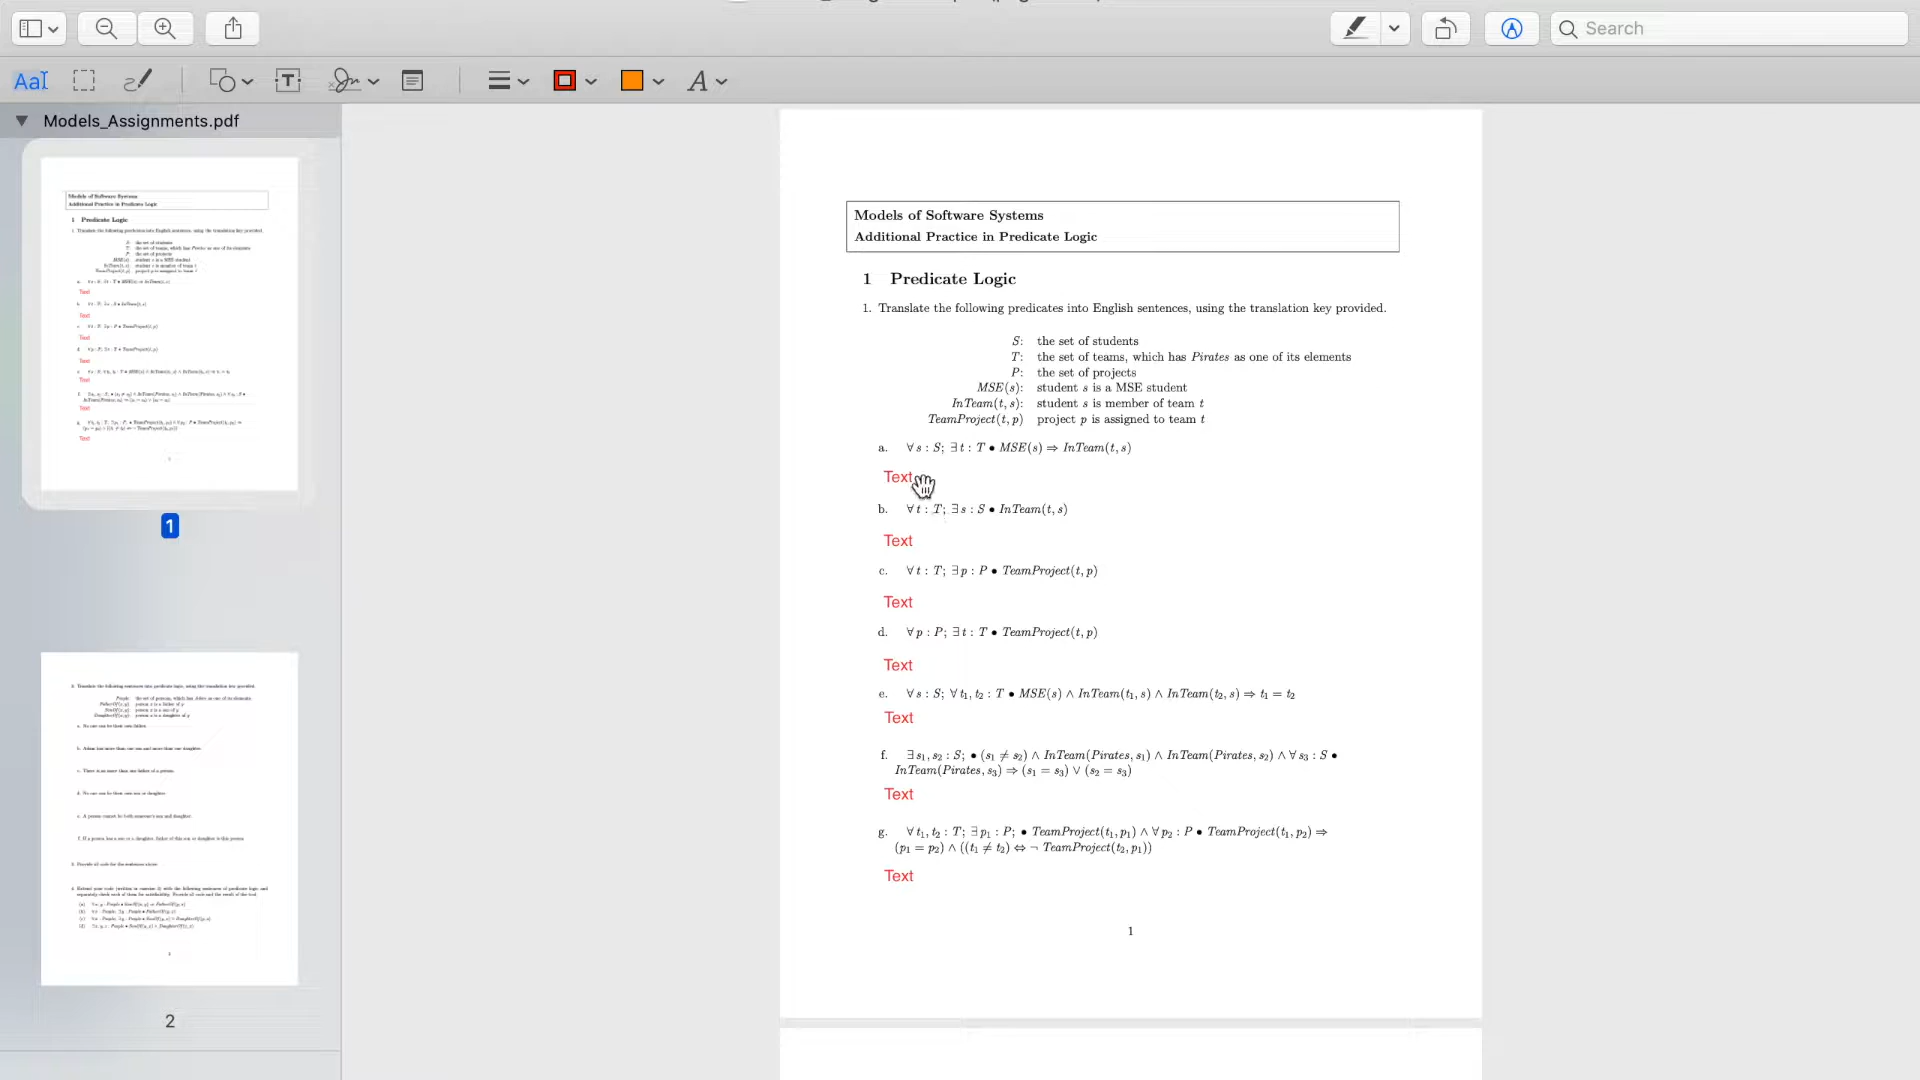 Search
AaI
Models_Assignments.pdf
Models of Software Systems
Additional Practice in Predicate Logic
1 Predicate Logic
1. Translate the following predicates into English sentences, using the translation key provided.
S: the set of students
T: the set of teams, which has Pirates as one of its elements
P: the set of projects
MSE(s): student s is a MSE student
InTeam(t, s): student s is member of team t
TeamProject(t, p) project p is assigned to team t
a. ∀ s : S; ∃ t : T • MSE(s) ⇒ InTeam(t, s)
Text
b. ∀ t : T; ∃ s : S • InTeam(t, s)
Text
c. ∀ t : T; ∃ p : P • TeamProject(t, p)
Text
d. ∀ p : P; ∃ t : T • TeamProject(t, p)
Text
e. ∀ s : S; ∀ t₁, t₂ : T • MSE(s) ∧ InTeam(t₁, s) ∧ InTeam(t₂, s) ⇒ t₁ = t₂
Text
f. ∃ s₁, s₂ : S; • (s₁ ≠ s₂) ∧ InTeam(Pirates, s₁) ∧ InTeam(Pirates, s₂) ∧ ∀ s₃ : S •
InTeam(Pirates, s₃) ⇒ (s₁ = s₃) ∨ (s₂ = s₃)
Text
g. ∀ t₁, t₂ : T; ∃ p₁ : P; • TeamProject(t₁, p₁) ∧ ∀ p₂ : P • TeamProject(t₁, p₂) ⇒
(p₁ = p₂) ∧ ((t₁ ≠ t₂) ⇔ ¬ TeamProject(t₂, p₁))
Text
1
1
2